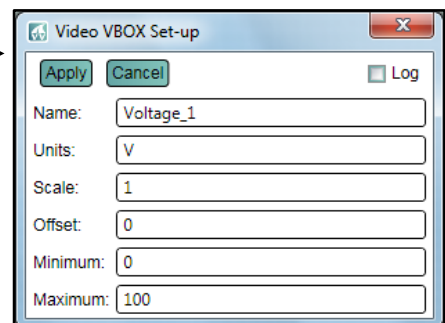 Video VBOX Set-up
Apply Cancel Log
Name: Voltage_1
Units: V
Scale: 1
Offset: 0
Minimum: 0
Maximum: 100